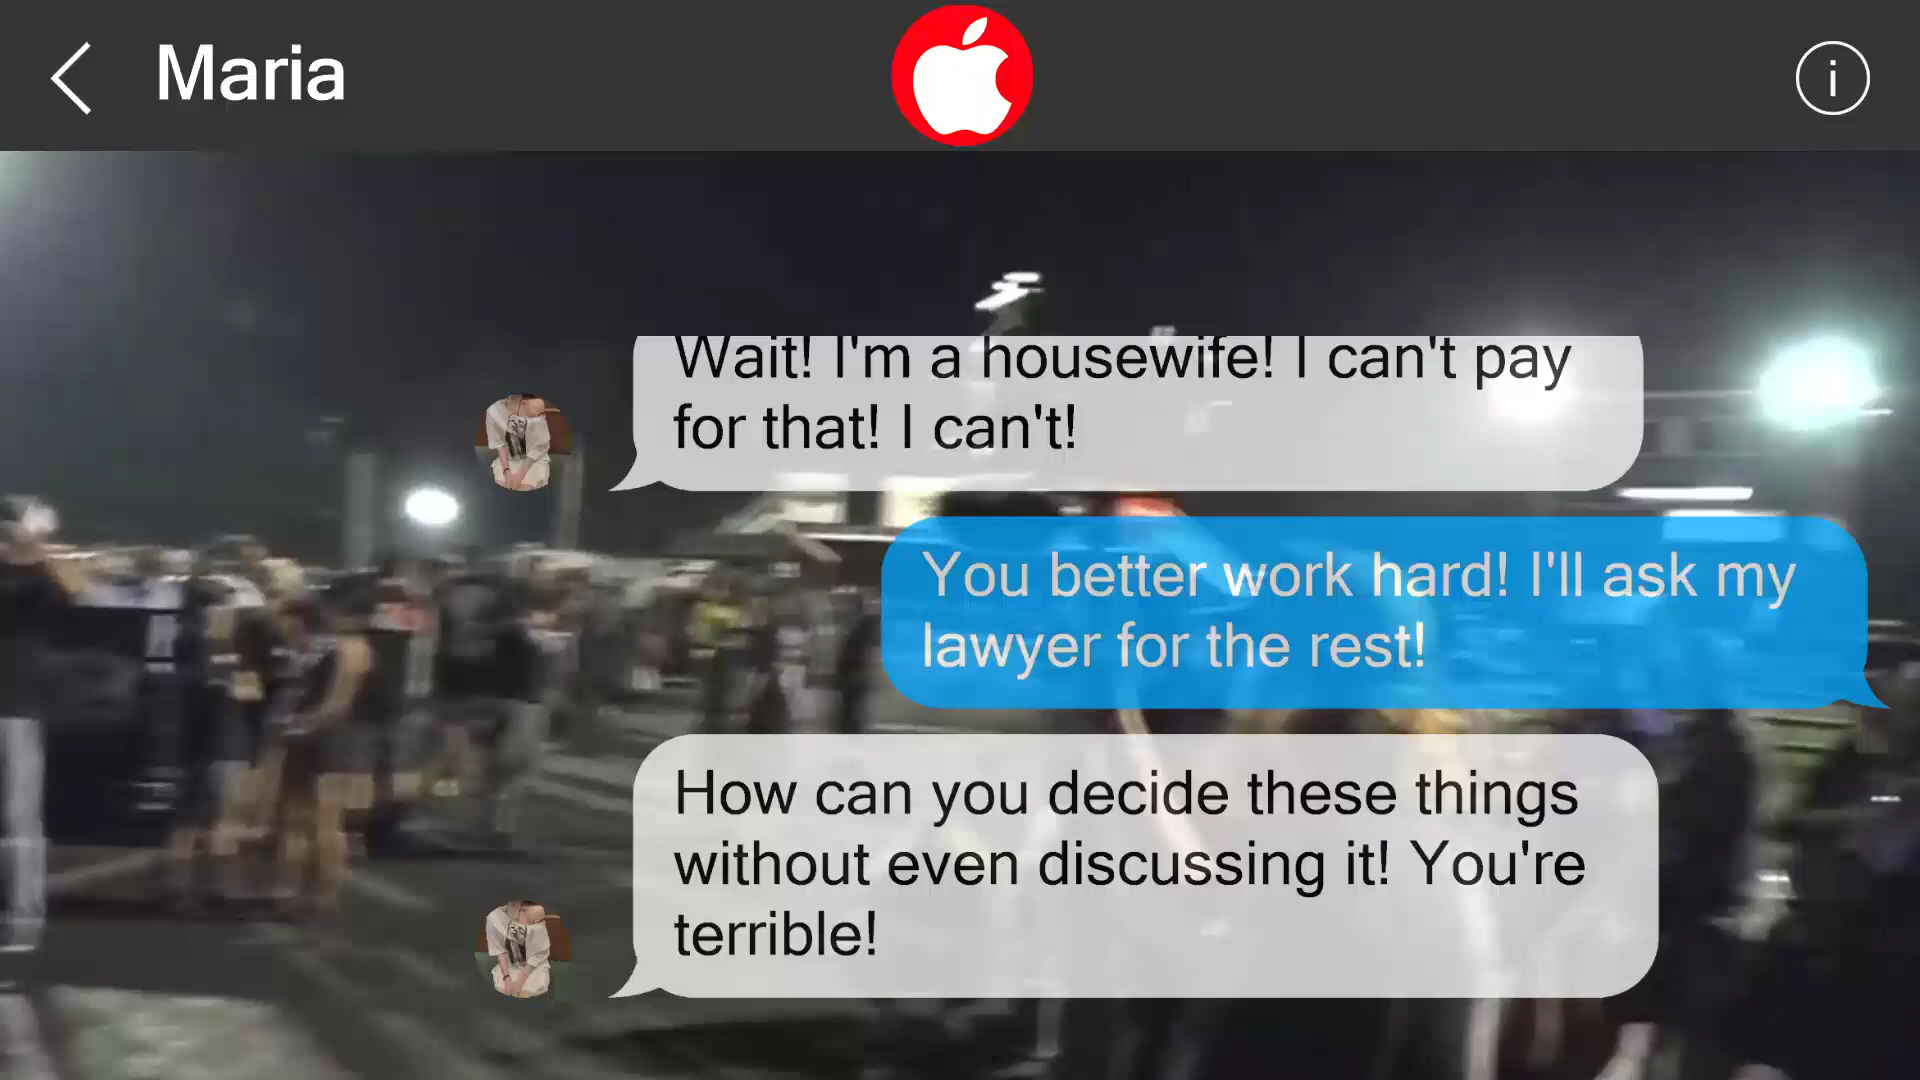 Maria
i
Wait! I'm a housewife! I can't pay
for that! I can't!
You better work hard! I'll ask my
lawyer for the rest!
How can you decide these things
without even discussing it! You're
terrible!